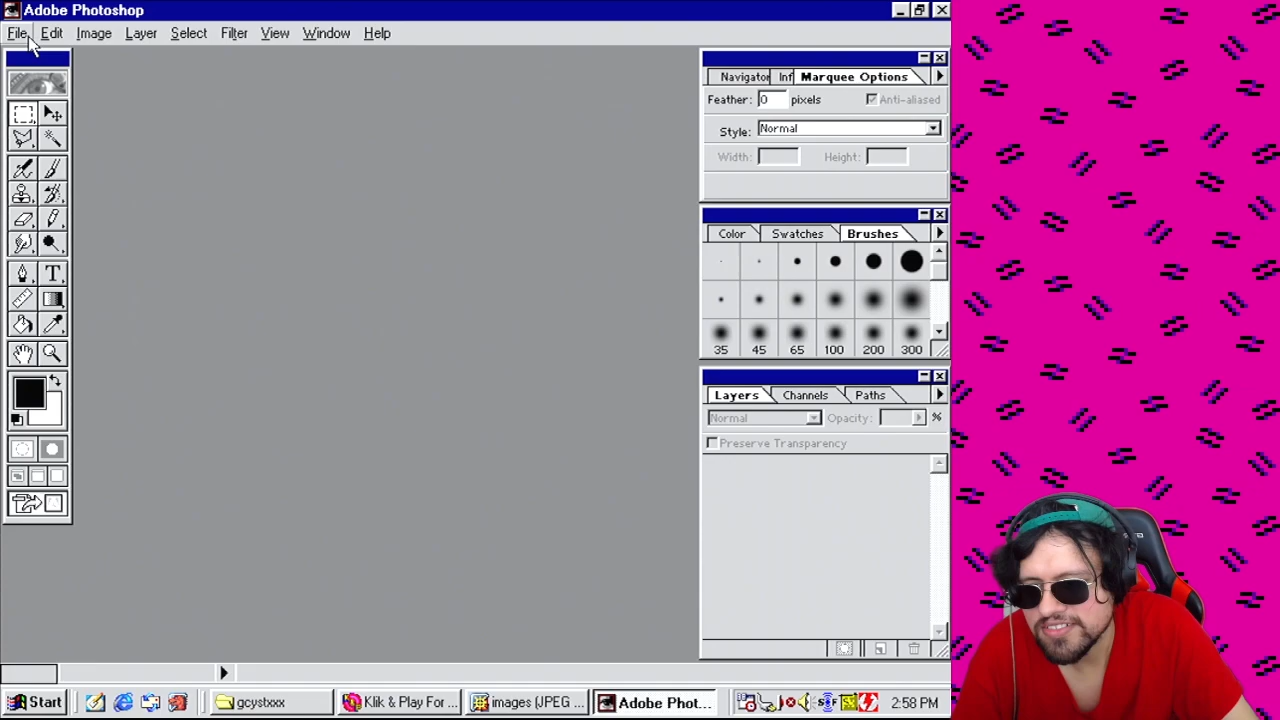 Adobe Photoshop
File Edit Image Layer Select Filter View Window Help
Navigator Inf Marquee Options
Feather: 0 pixels Anti-aliased
Style: Normal
Width: Height:
Color Swatches Brushes
35 45 65 100 200 300
Layers Channels Paths
Normal Opacity: %
Preserve Transparency
T
Start gcystxxx Klik & Play For ... images (JPEG ... Adobe Phot... 2:58 PM